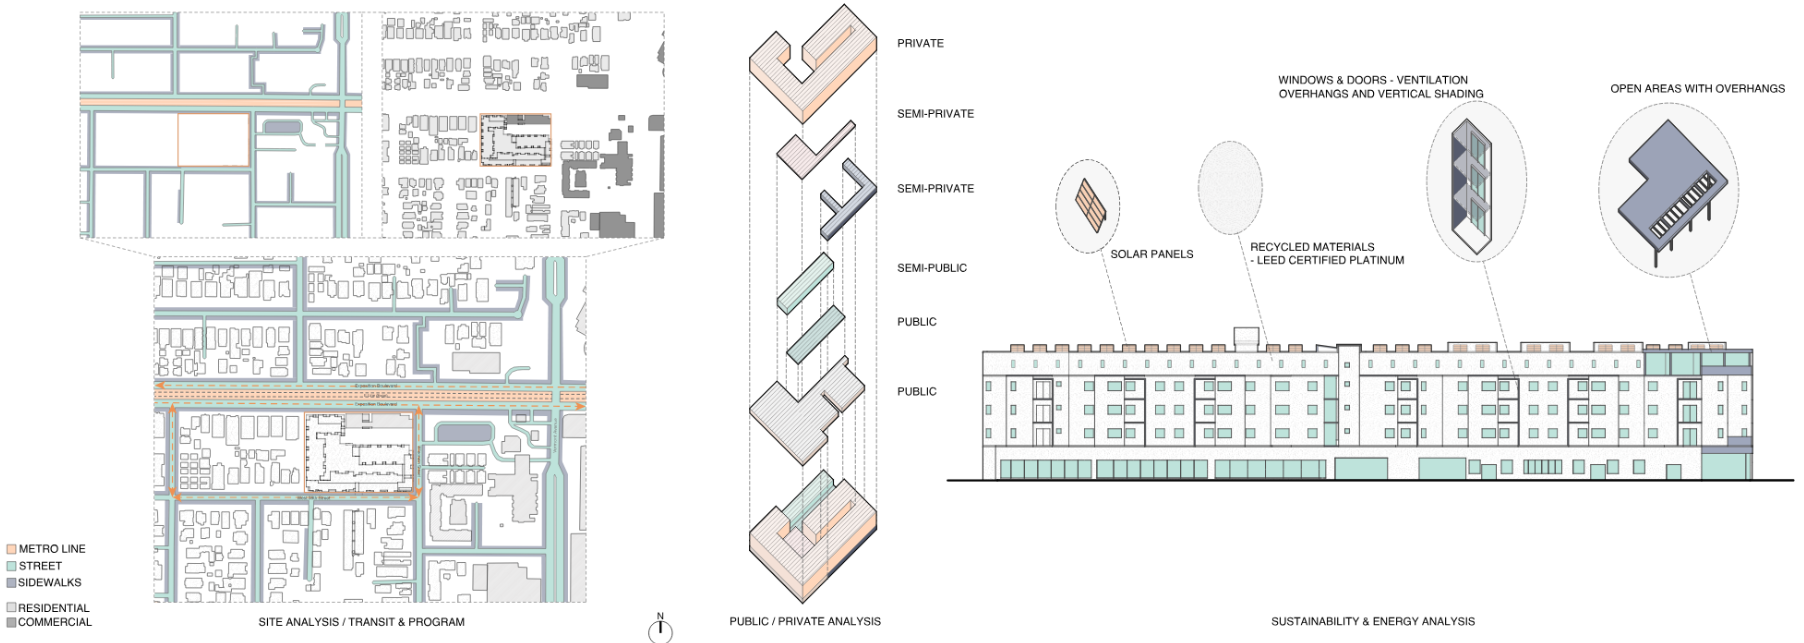 PRIVATE
SEMI-PRIVATE
SEMI-PRIVATE
SEMI-PUBLIC
PUBLIC
PUBLIC
WINDOWS & DOORS - VENTILATION
OVERHANGS AND VERTICAL SHADING
OPEN AREAS WITH OVERHANGS
SOLAR PANELS
RECYCLED MATERIALS
- LEED CERTIFIED PLATINUM
METRO LINE
STREET
SIDEWALKS
RESIDENTIAL
COMMERCIAL
SITE ANALYSIS / TRANSIT & PROGRAM
N
PUBLIC / PRIVATE ANALYSIS
SUSTAINABILITY & ENERGY ANALYSIS